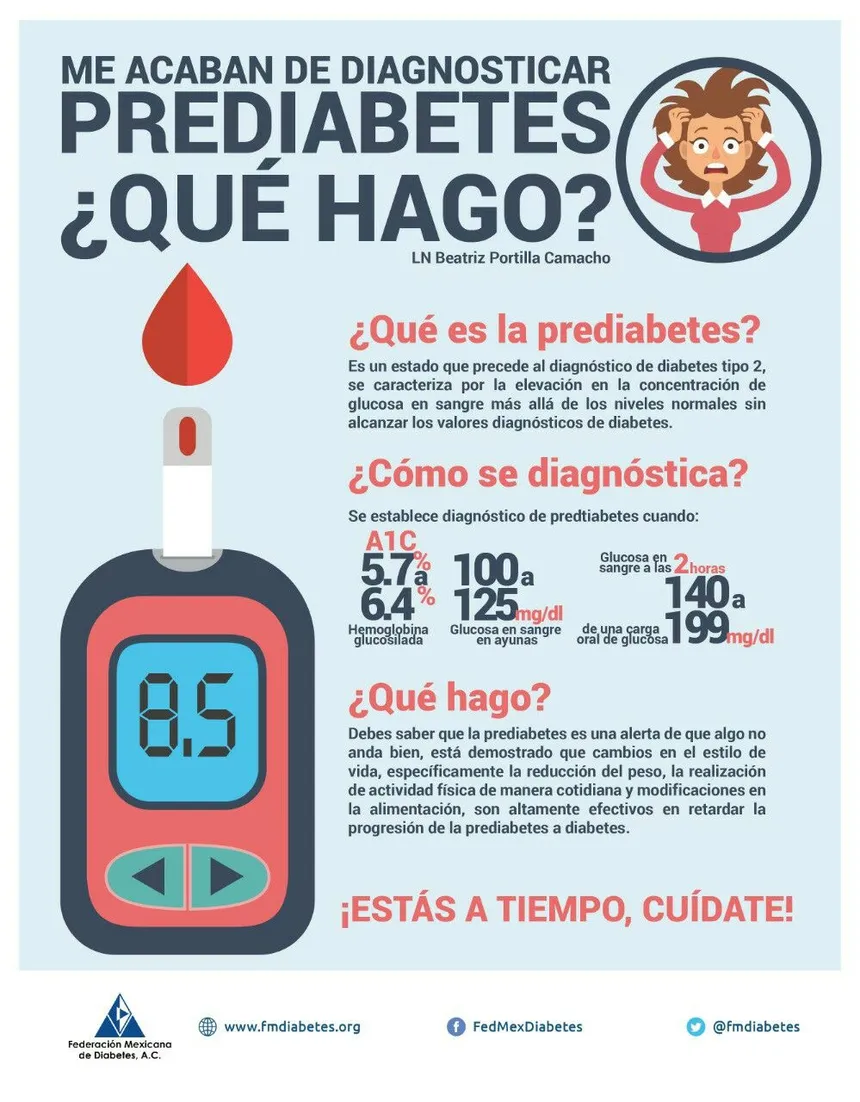 ME ACABAN DE DIAGNOSTICAR
PREDIABETES
¿QUÉ HAGO?
LN Beatriz Portilla Camacho
¿Qué es la prediabetes?
Es un estado que precede al diagnóstico de diabetes tipo 2,
se caracteriza por la elevación en la concentración de
glucosa en sangre más allá de los niveles normales sin
alcanzar los valores diagnósticos de diabetes.
¿Cómo se diagnóstica?
Se establece diagnóstico de predtiabetes cuando:
A1C
5.7% a
6.4%
Hemoglobina
glucosilada
100 a
125 mg/dl
Glucosa en sangre
en ayunas
Glucosa en
sangre a las 2 horas
140 a
de una carga
oral de glucosa
199 mg/dl
8.5
¿Qué hago?
Debes saber que la prediabetes es una alerta de que algo no
anda bien, está demostrado que cambios en el estilo de
vida, específicamente la reducción del peso, la realización
de actividad física de manera cotidiana y modificaciones en
la alimentación, son altamente efectivos en retardar la
progresión de la prediabetes a diabetes.
¡ESTÁS A TIEMPO, CUÍDATE!
Federación Mexicana
de Diabetes, A.C.
www.fmdiabetes.org
FedMexDiabetes
@fmdiabetes